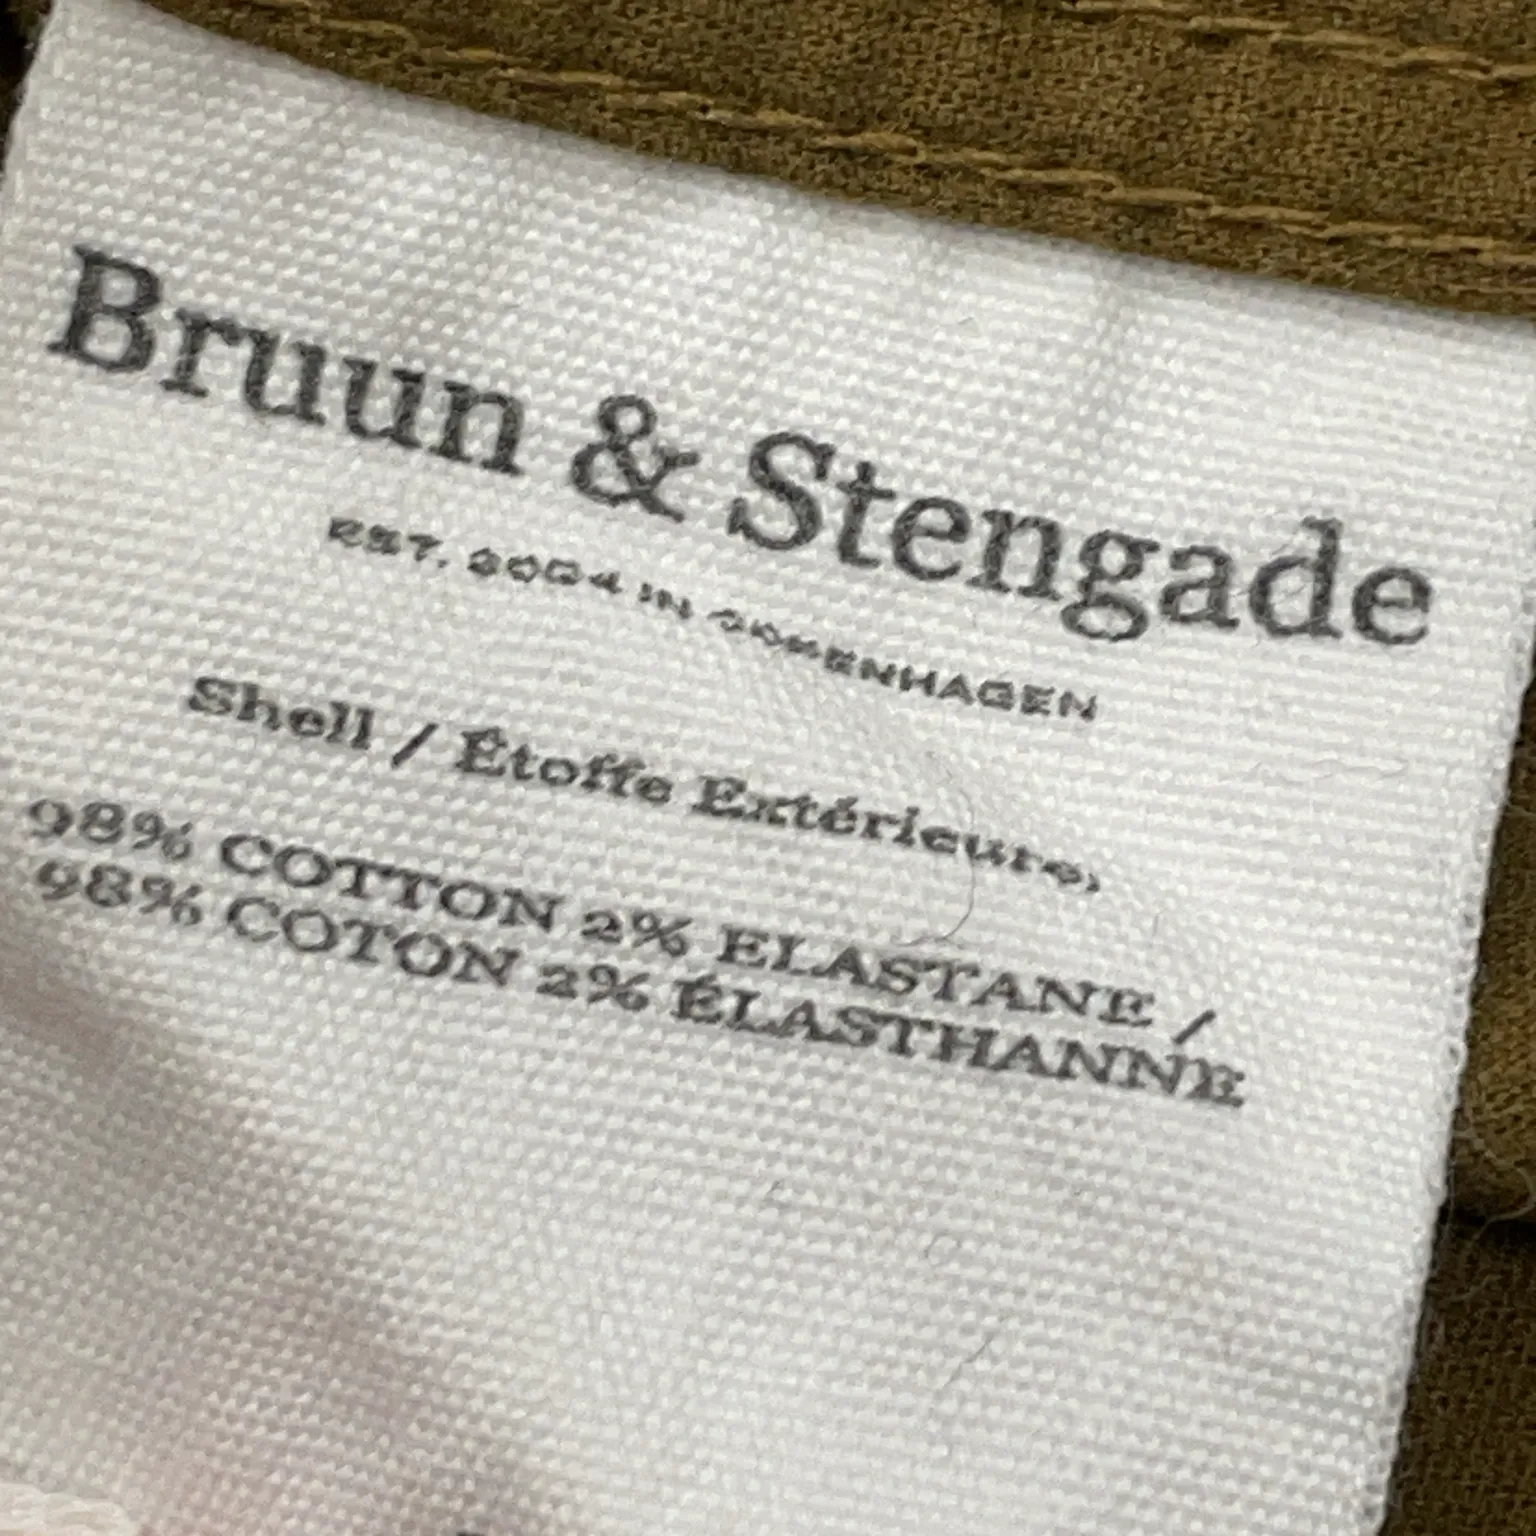 Bruun & Stengade
EST. 2004 IN COPENHAGEN
Shell / Étoffe Extérieure,
98% COTTON 2% ELASTANE /
98% COTON 2% ÉLASTHANNE